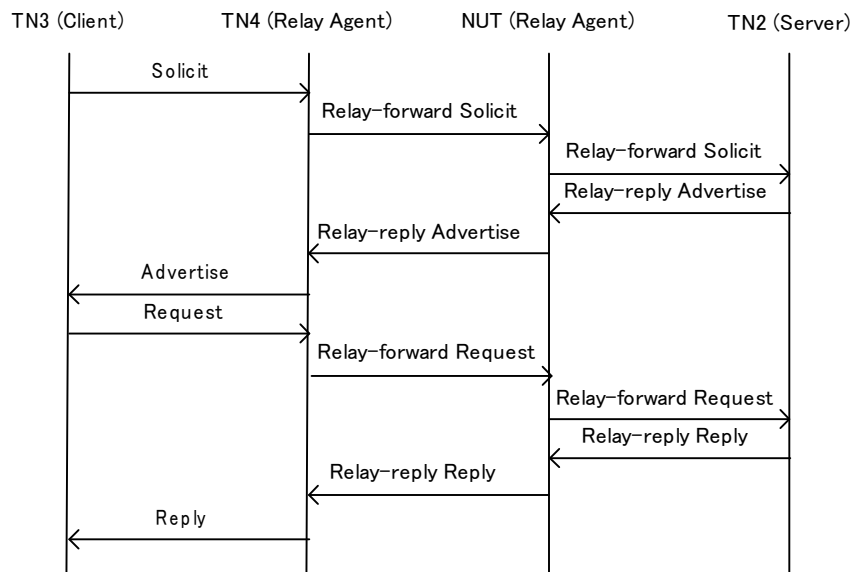 TN3 (Client) TN4 (Relay Agent) NUT (Relay Agent) TN2 (Server)
Solicit
Relay-forward Solicit
Relay-forward Solicit
Relay-reply Advertise
Relay-reply Advertise
Advertise
Request
Relay-forward Request
Relay-forward Request
Relay-reply Reply
Relay-reply Reply
Reply